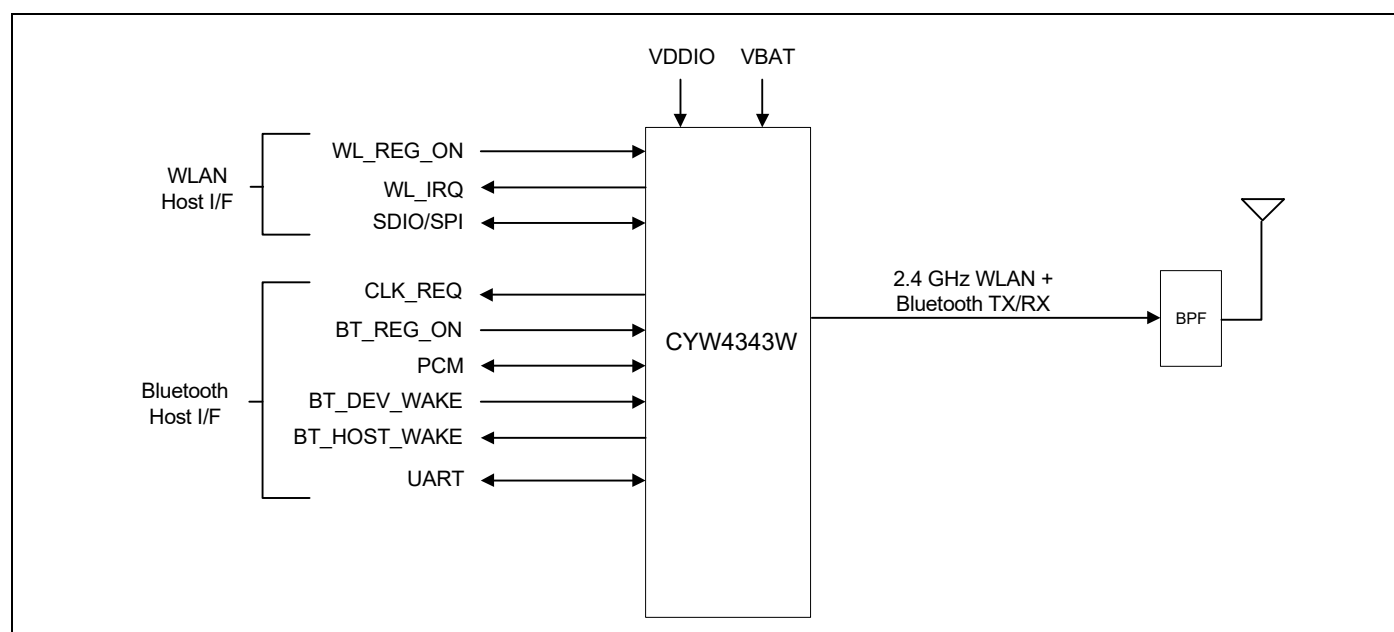 VDDIO VBAT
WL_REG_ON
WLAN
Host I/F
WL_IRQ
SDIO/SPI
CLK_REQ
BT_REG_ON
PCM
Bluetooth
Host I/F
BT_DEV_WAKE
BT_HOST_WAKE
UART
CYW4343W
2.4 GHz WLAN +
Bluetooth TX/RX
BPF